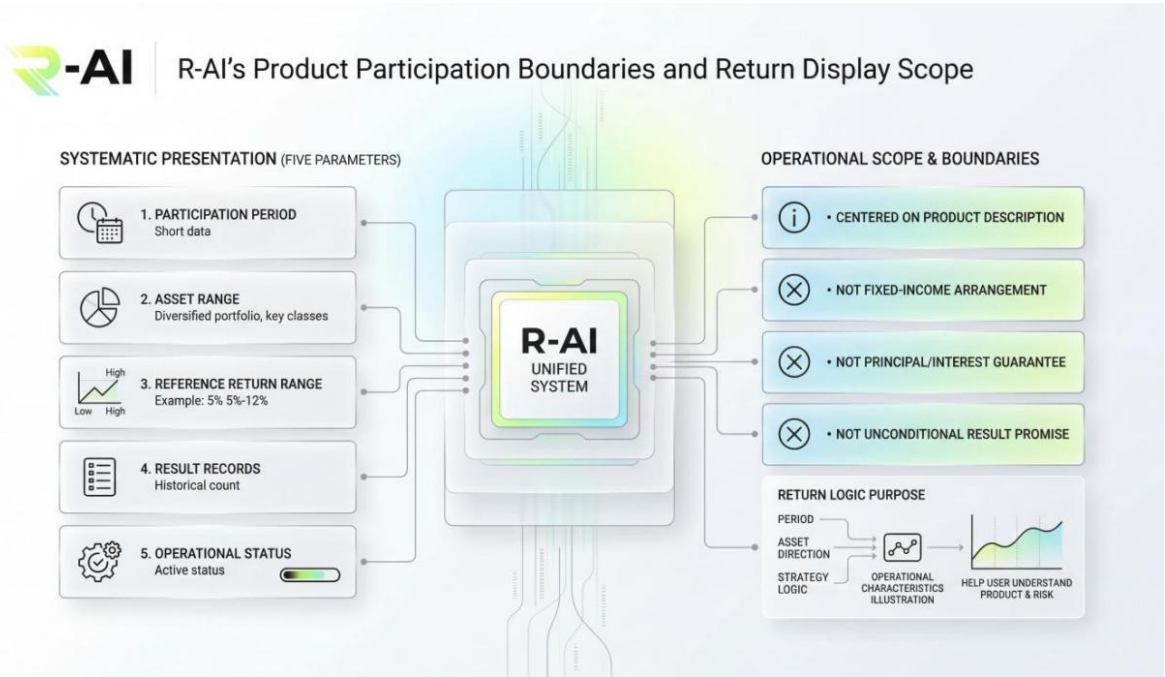 R-AI
R-AI's Product Participation Boundaries and Return Display Scope
SYSTEMATIC PRESENTATION (FIVE PARAMETERS)
1. PARTICIPATION PERIOD
Short data
2. ASSET RANGE
Diversified portfolio, key classes
High
Low High
3. REFERENCE RETURN RANGE
Example: 5% 5%-12%
4. RESULT RECORDS
Historical count
5. OPERATIONAL STATUS
Active status
R-AI
UNIFIED
SYSTEM
OPERATIONAL SCOPE & BOUNDARIES
• CENTERED ON PRODUCT DESCRIPTION
• NOT FIXED-INCOME ARRANGEMENT
• NOT PRINCIPAL/INTEREST GUARANTEE
• NOT UNCONDITIONAL RESULT PROMISE
RETURN LOGIC PURPOSE
PERIOD
ASSET
DIRECTION
STRATEGY
LOGIC
OPERATIONAL
CHARACTERISTICS
ILLUSTRATION
HELP USER UNDERSTAND
PRODUCT & RISK